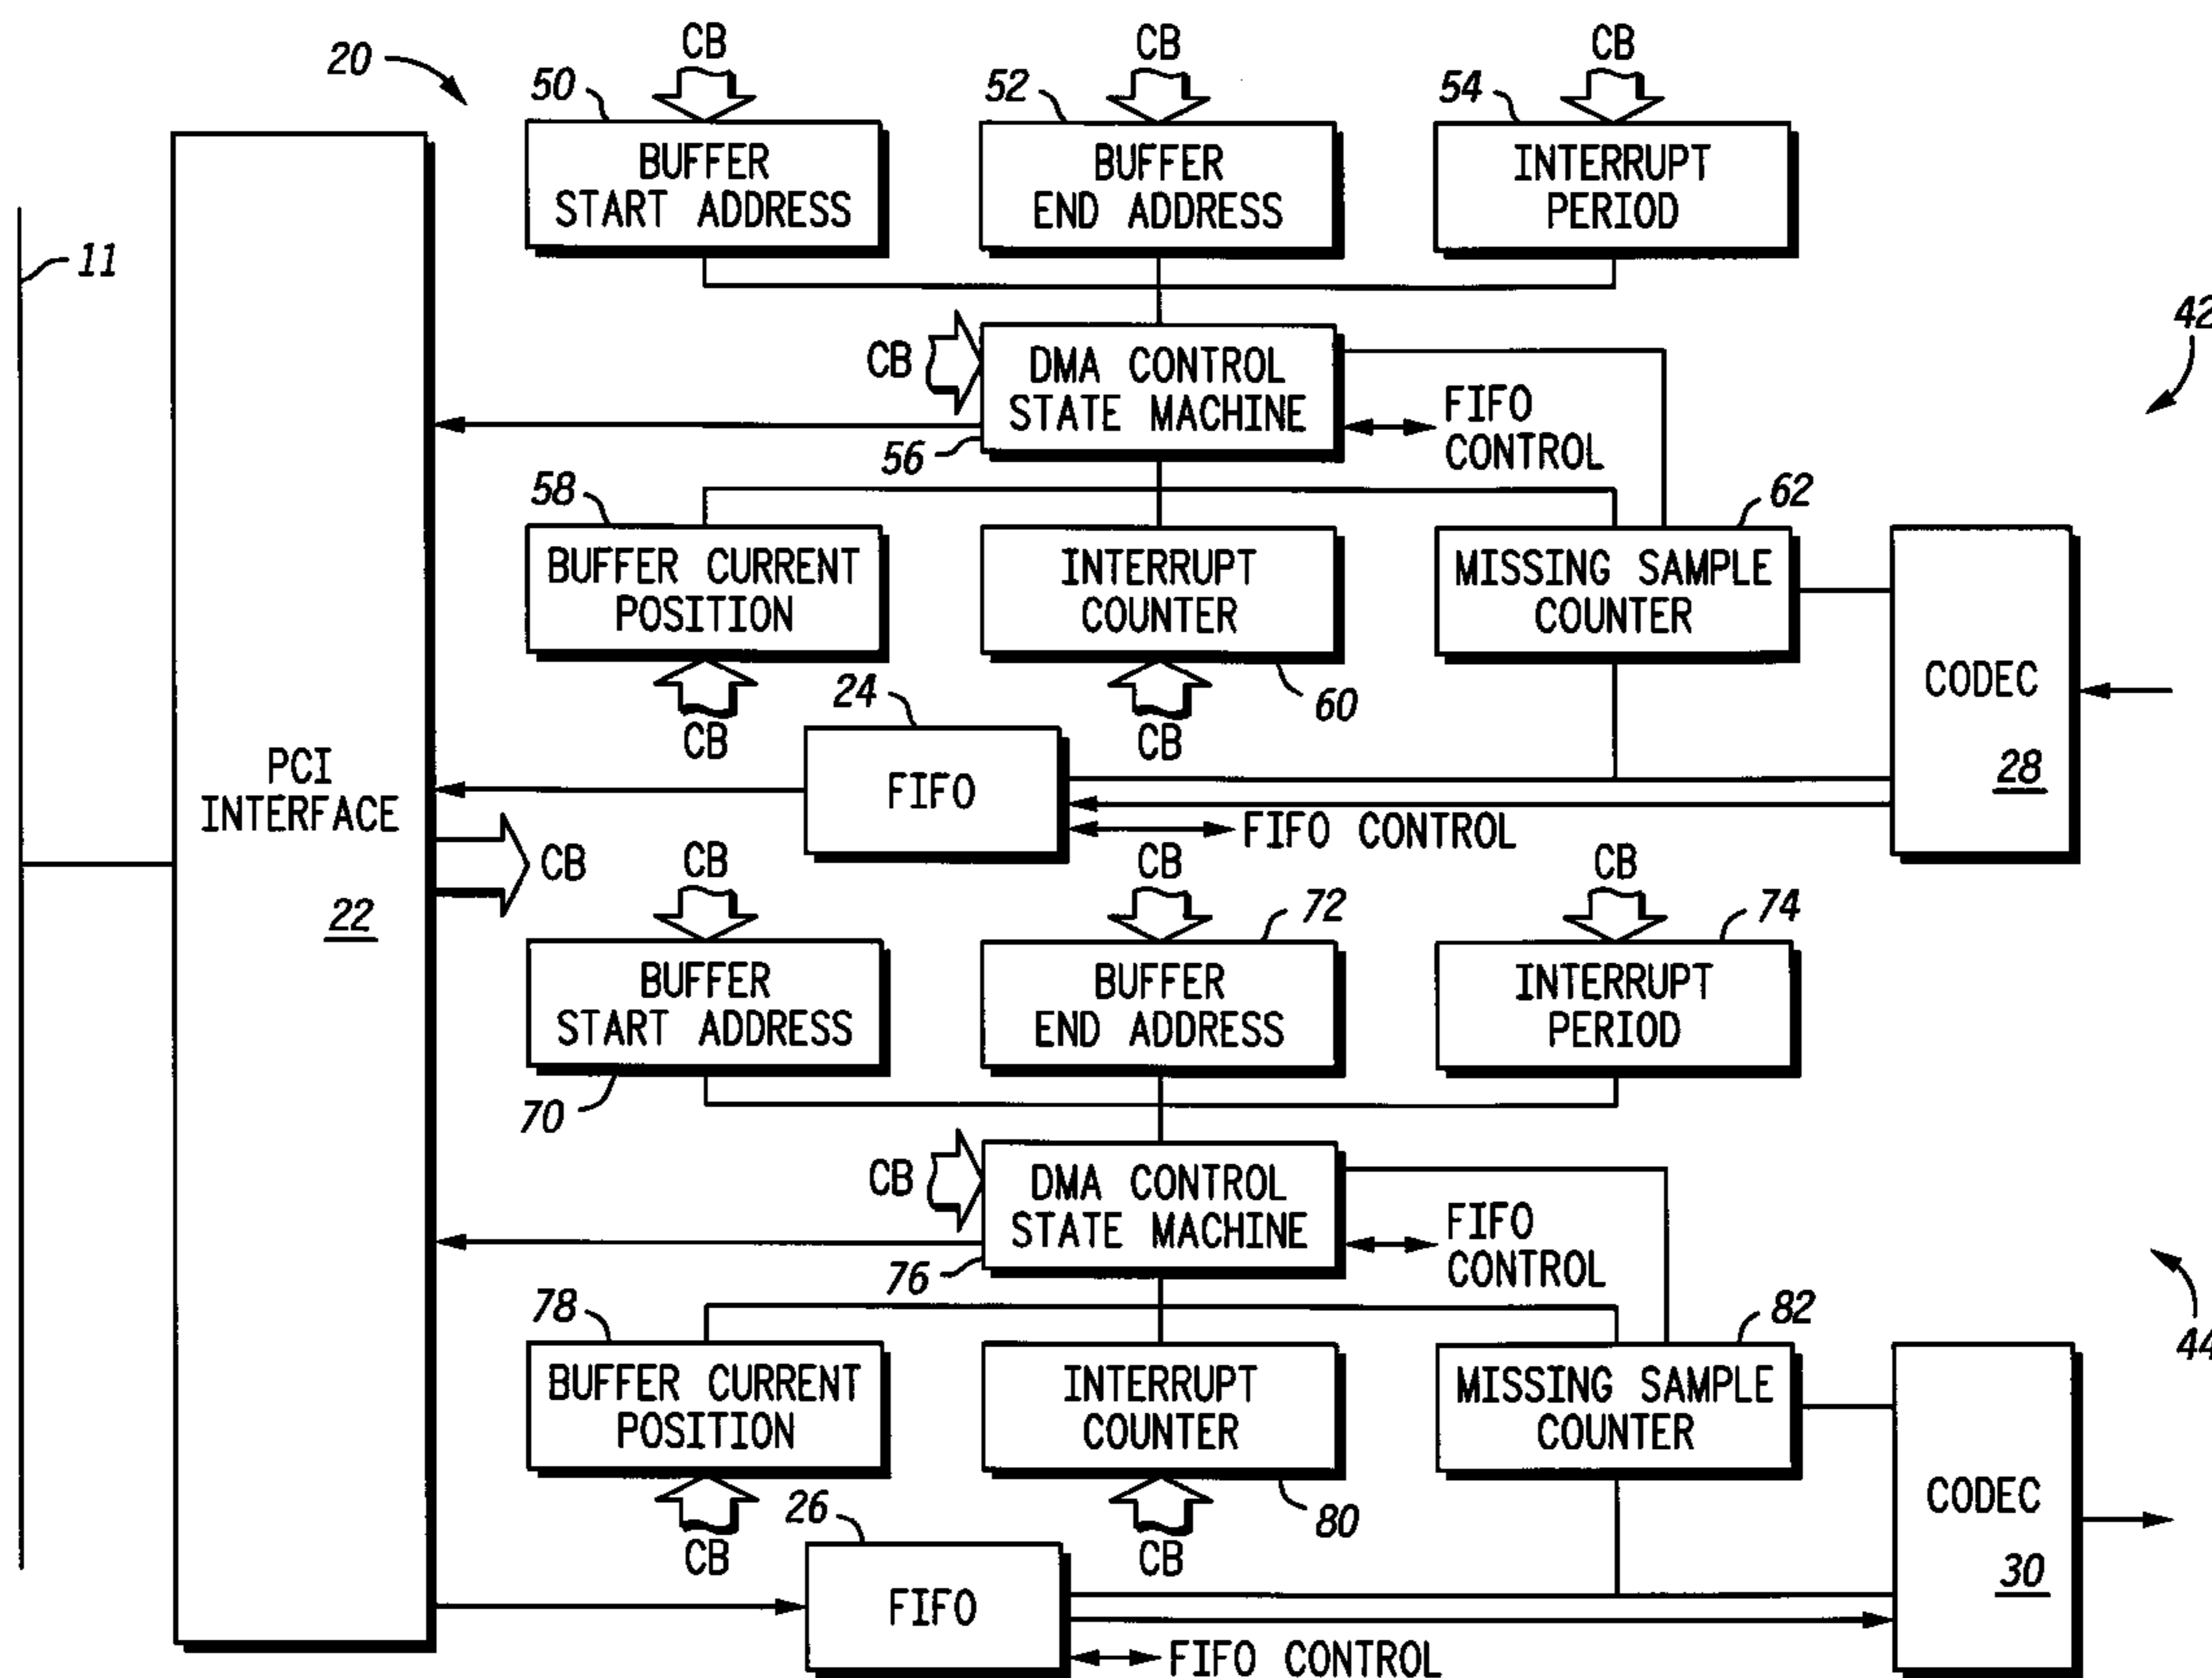 20
CB
CB
CB
50
52
54
BUFFER
START ADDRESS
BUFFER
END ADDRESS
INTERRUPT
PERIOD
11
42
CB
DMA CONTROL
STATE MACHINE
FIFO
CONTROL
56
58
62
BUFFER CURRENT
POSITION
INTERRUPT
COUNTER
MISSING SAMPLE
COUNTER
CODEC
28
24
60
CB
CB
PCI
INTERFACE
22
FIFO
FIFO CONTROL
CB
CB
CB
CB
72
74
BUFFER
START ADDRESS
BUFFER
END ADDRESS
INTERRUPT
PERIOD
70
CB
DMA CONTROL
STATE MACHINE
FIFO
CONTROL
76
44
78
82
BUFFER CURRENT
POSITION
INTERRUPT
COUNTER
MISSING SAMPLE
COUNTER
CODEC
30
26
80
CB
CB
FIFO
FIFO CONTROL